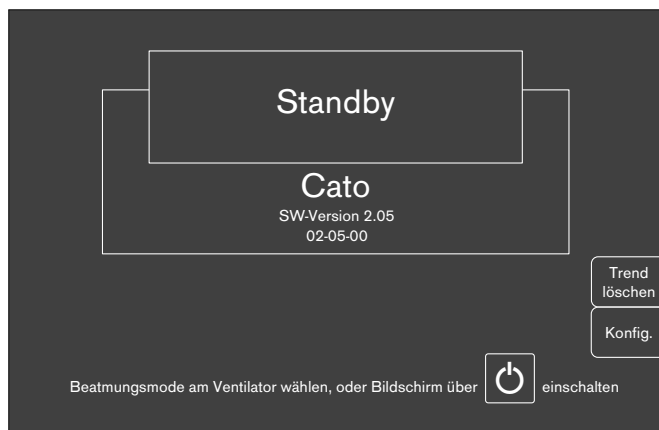 Standby
Cato
SW-Version 2.05
02-05-00
Trend
löschen
Konfig.
Beatmungsmode am Ventilator wählen, oder Bildschirm über einschalten